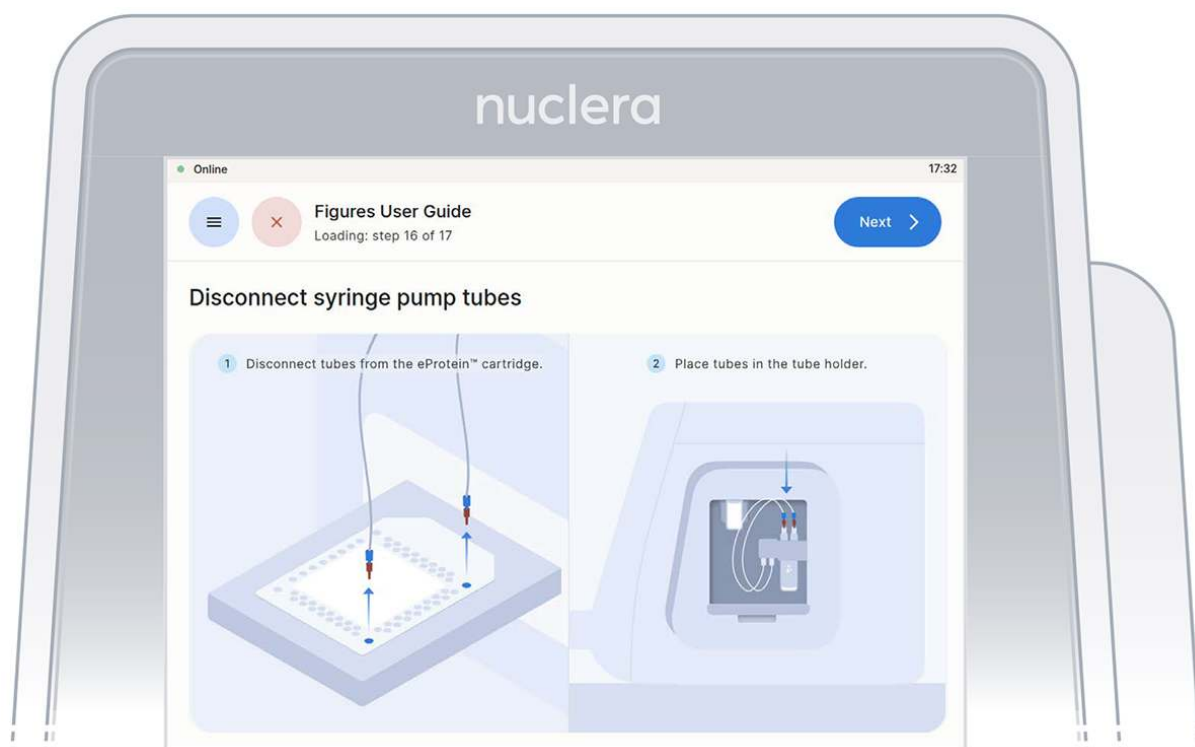 nuclera
Online
17:32
Figures User Guide
Loading: step 16 of 17
Next
Disconnect syringe pump tubes
1 Disconnect tubes from the eProtein™ cartridge.
2 Place tubes in the tube holder.